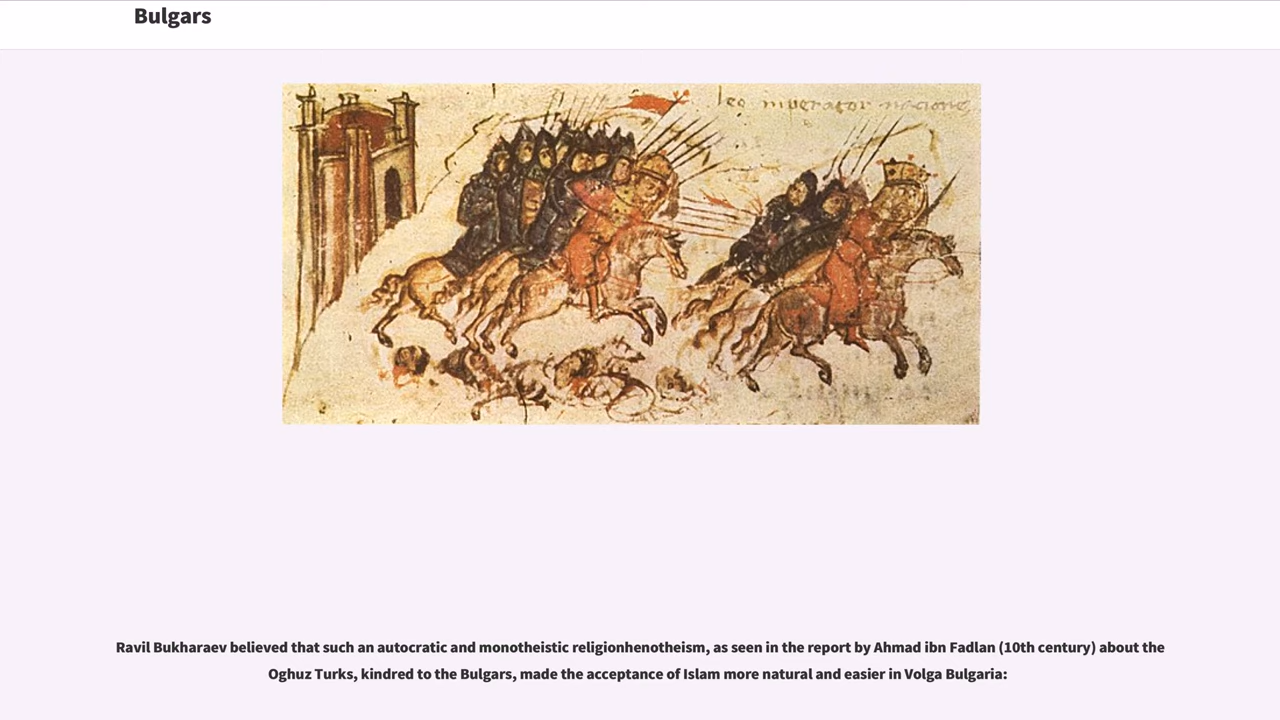 Bulgars
leo imperator
Ravil Bukharaev believed that such an autocratic and monotheistic religionhenotheism, as seen in the report by Ahmad ibn Fadlan (10th century) about the
Oghuz Turks, kindred to the Bulgars, made the acceptance of Islam more natural and easier in Volga Bulgaria: